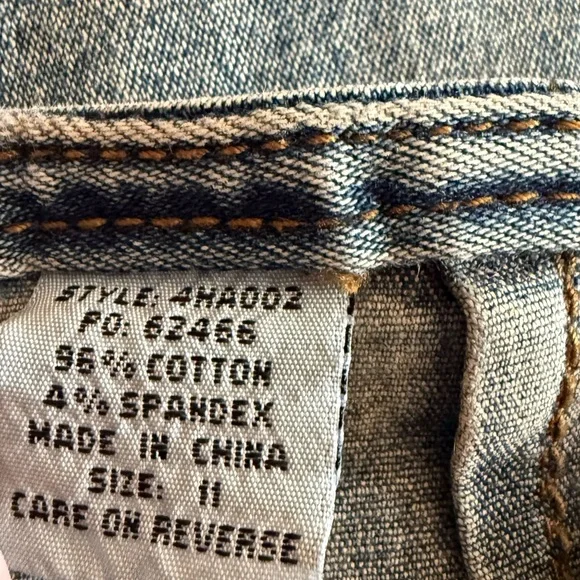 STYLE: 4HA002
PO: 62466
96% COTTON
4% SPANDEX
MADE IN CHINA
SIZE: 11
CARE ON REVERSE